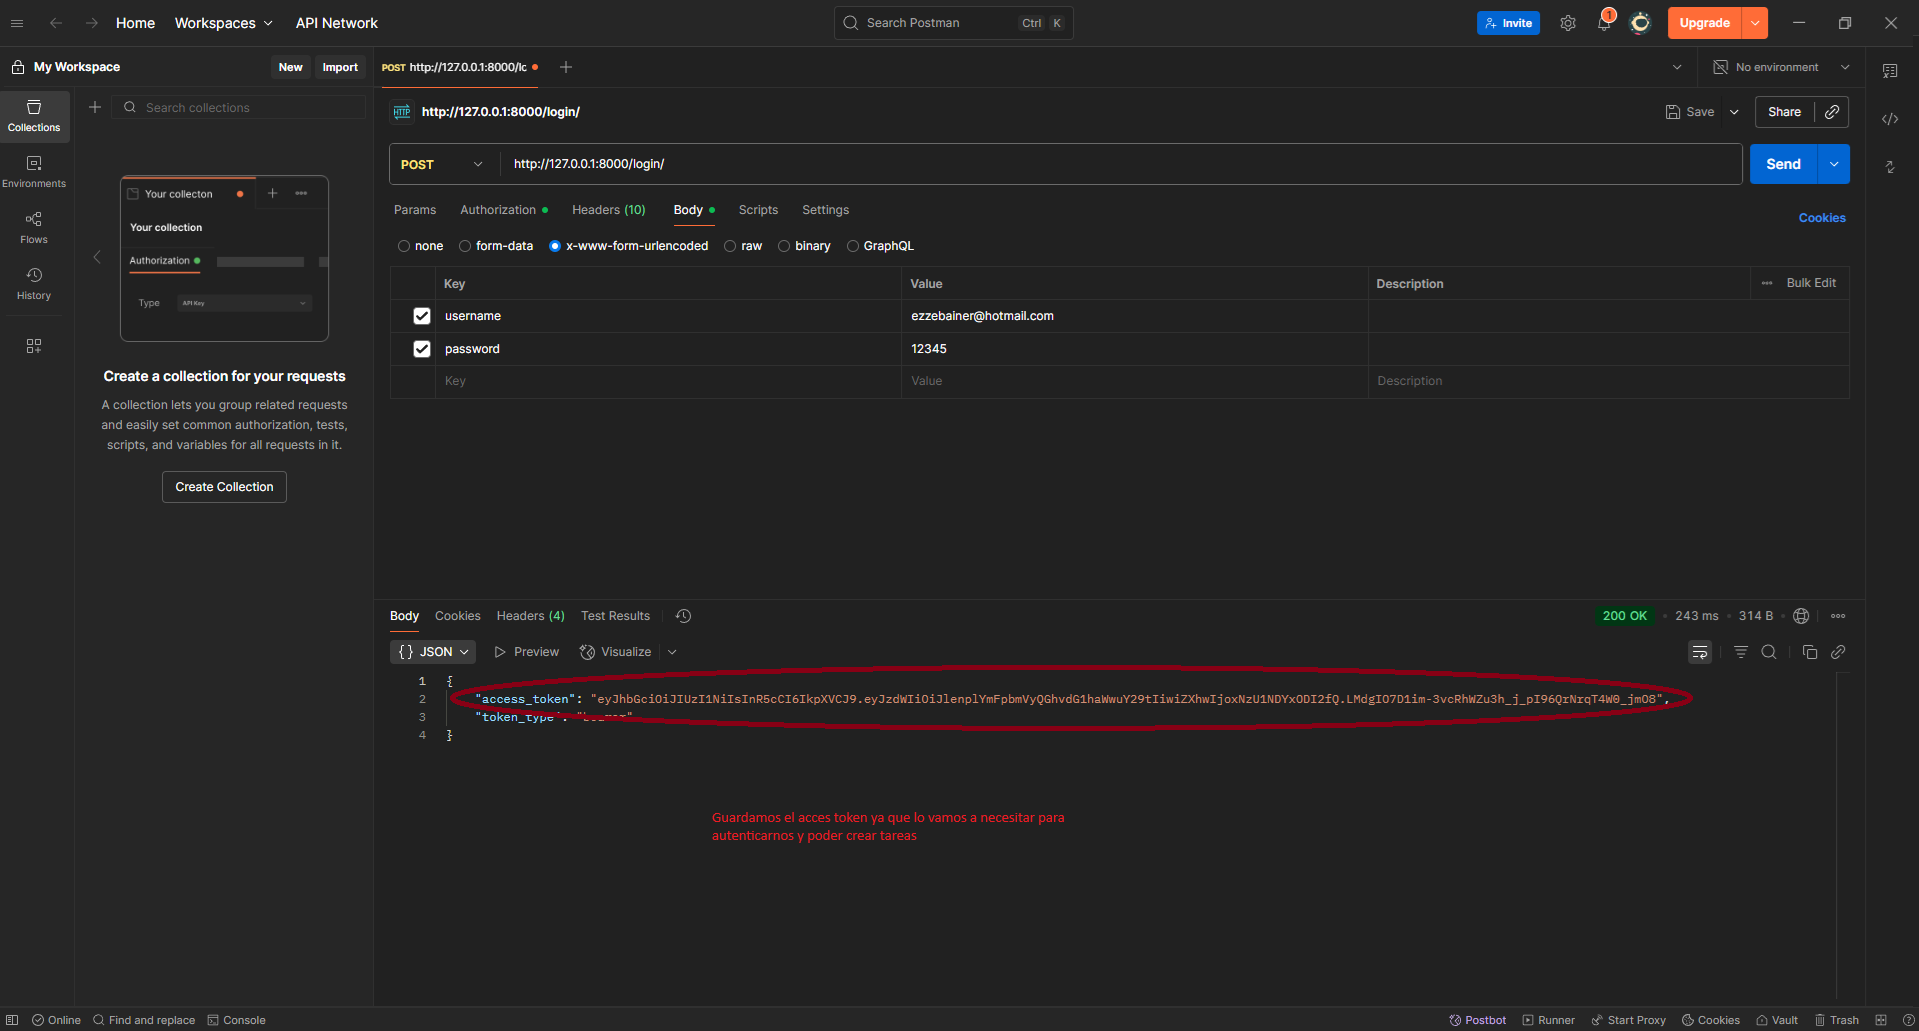 Home
Workspaces
API Network
Search Postman
Ctrl K
Invite
1
Upgrade
My Workspace
New
Import
POST http://127.0.0.1:8000/lc
No environment
Collections
Search collections
http://127.0.0.1:8000/login/
Save
Share
Environments
POST
http://127.0.0.1:8000/login/
Send
Your collecton
Your collection
Authorization
Type
API Key
Flows
History
Params
Authorization
Headers (10)
Body
Scripts
Settings
Cookies
none
form-data
x-www-form-urlencoded
raw
binary
GraphQL
Key
Value
Description
Bulk Edit
username
ezzebainer@hotmail.com
password
12345
Key
Value
Description
Create a collection for your requests
A collection lets you group related requests
and easily set common authorization, tests,
scripts, and variables for all requests in it.
Create Collection
Body
Cookies
Headers (4)
Test Results
200 OK
243 ms
314 B
{ } JSON
Preview
Visualize
1 {
2 "access_token": "eyJhbGciOiJIUzI1NiIsInR5cCI6IkpXVCJ9.eyJzdWIiOiJlenplYmFpbmVyQGhvdG1haWwuY29tIiwiZXhwIjoxNzU1NDYxODI2fQ.LMdgIO7D1im-3vcRhWZu3h_j_pI96QrNrqT4W0_jmO8",
3 "token_type":
4 }
Guardamos el acces token ya que lo vamos a necesitar para
autenticarnos y poder crear tareas
Online
Find and replace
Console
Postbot
Runner
Start Proxy
Cookies
Vault
Trash